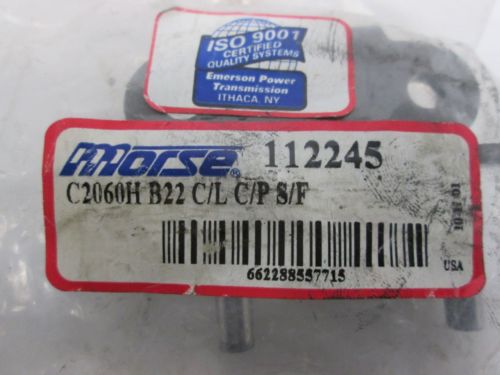 ISO 9001
CERTIFIED
QUALITY SYSTEMS
Emerson Power
Transmission
ITHACA, NY
morse® 112245
C2060H B22 C/L C/P S/F
662288557715
USA